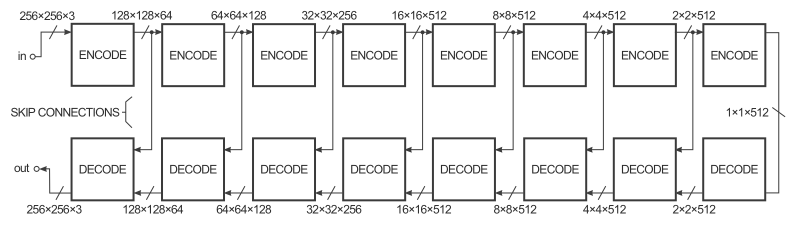 256×256×3 128×128×64 64×64×128 32×32×256 16×16×512 8×8×512 4×4×512 2×2×512
in ENCODE ENCODE ENCODE ENCODE ENCODE ENCODE ENCODE ENCODE
SKIP CONNECTIONS 1×1×512
out DECODE DECODE DECODE DECODE DECODE DECODE DECODE DECODE
256×256×3 128×128×64 64×64×128 32×32×256 16×16×512 8×8×512 4×4×512 2×2×512